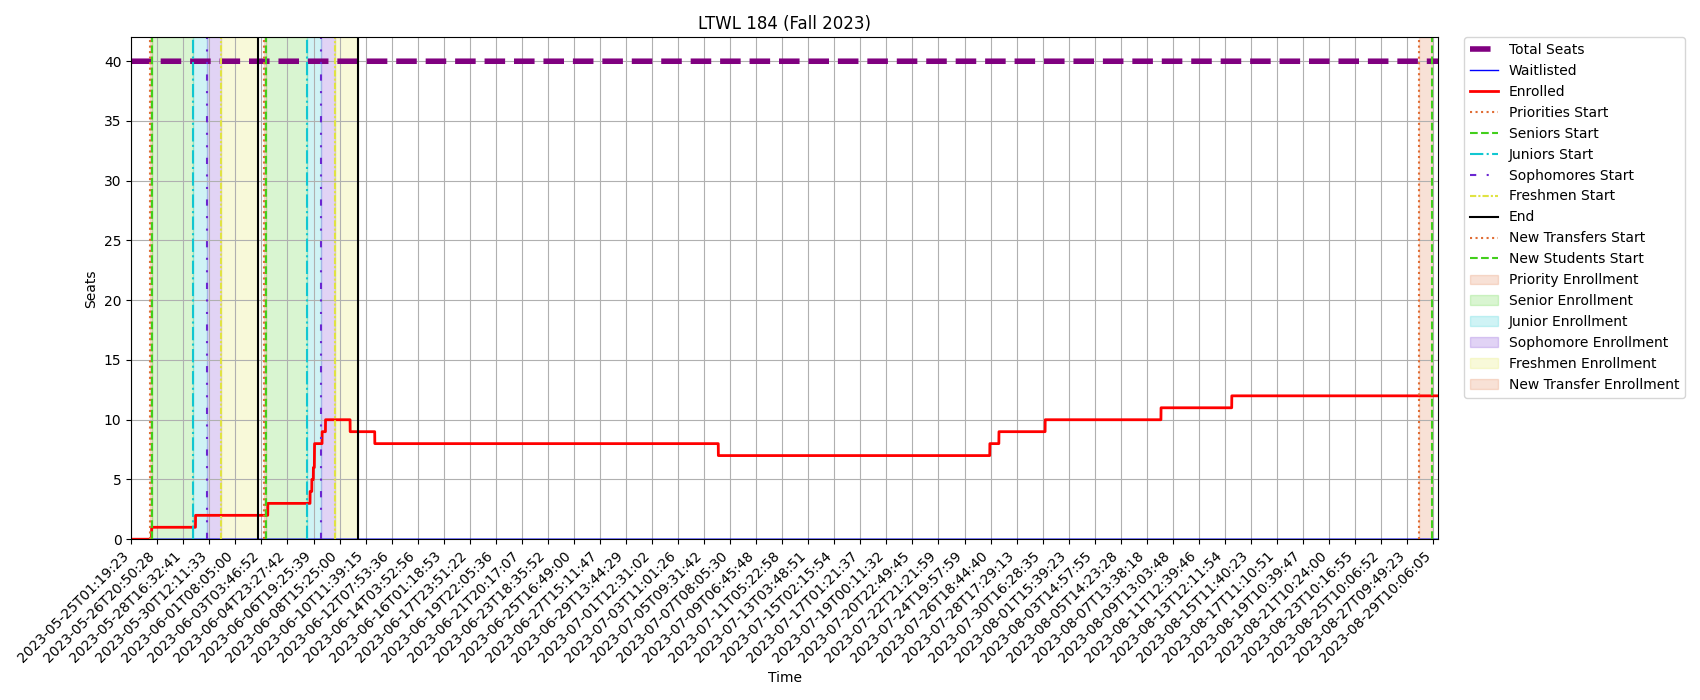 LTWL 184 (Fall 2023)
Seats
40
35
30
25
20
15
10
5
0
2023-05-25T01:19:23
2023-05-26T20:50:28
2023-05-28T16:32:41
2023-05-30T12:11:33
2023-06-01T08:05:00
2023-06-03T03:46:52
2023-06-04T23:27:42
2023-06-06T19:25:39
2023-06-08T15:25:00
2023-06-10T11:39:15
2023-06-12T07:53:36
2023-06-14T04:52:56
2023-06-16T01:18:53
2023-06-17T23:51:22
2023-06-19T22:05:36
2023-06-21T20:17:07
2023-06-23T18:35:52
2023-06-25T16:49:00
2023-06-27T15:11:47
2023-06-29T13:44:29
2023-07-01T12:31:02
2023-07-03T11:01:26
2023-07-05T09:31:42
2023-07-07T08:05:30
2023-07-09T06:45:48
2023-07-11T05:22:58
2023-07-13T03:48:51
2023-07-15T02:15:54
2023-07-17T01:21:37
2023-07-19T00:11:32
2023-07-20T22:49:45
2023-07-22T21:21:59
2023-07-24T19:57:59
2023-07-26T18:44:40
2023-07-28T17:29:13
2023-07-30T16:28:35
2023-08-01T15:39:23
2023-08-03T14:57:55
2023-08-05T14:23:28
2023-08-07T13:38:18
2023-08-09T13:03:48
2023-08-11T12:39:46
2023-08-13T12:11:54
2023-08-15T11:40:23
2023-08-17T11:10:51
2023-08-19T10:39:47
2023-08-21T10:24:00
2023-08-23T10:16:55
2023-08-25T10:06:52
2023-08-27T09:49:23
2023-08-29T10:06:05
Time
Total Seats
Waitlisted
Enrolled
Priorities Start
Seniors Start
Juniors Start
Sophomores Start
Freshmen Start
End
New Transfers Start
New Students Start
Priority Enrollment
Senior Enrollment
Junior Enrollment
Sophomore Enrollment
Freshmen Enrollment
New Transfer Enrollment